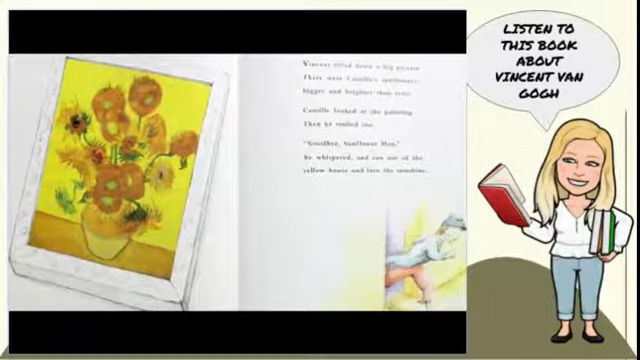 Vincent lifted down a big picture
There were Camille's sunflowers,
bigger and brighter than ever.
Camille looked at the painting.
Then he smiled too.
"Goodbye, Sunflower Man,"
he whispered, and ran out of the
yellow house and into the sunshine.
LISTEN TO
THIS BOOK
ABOUT
VINCENT VAN
GOGH